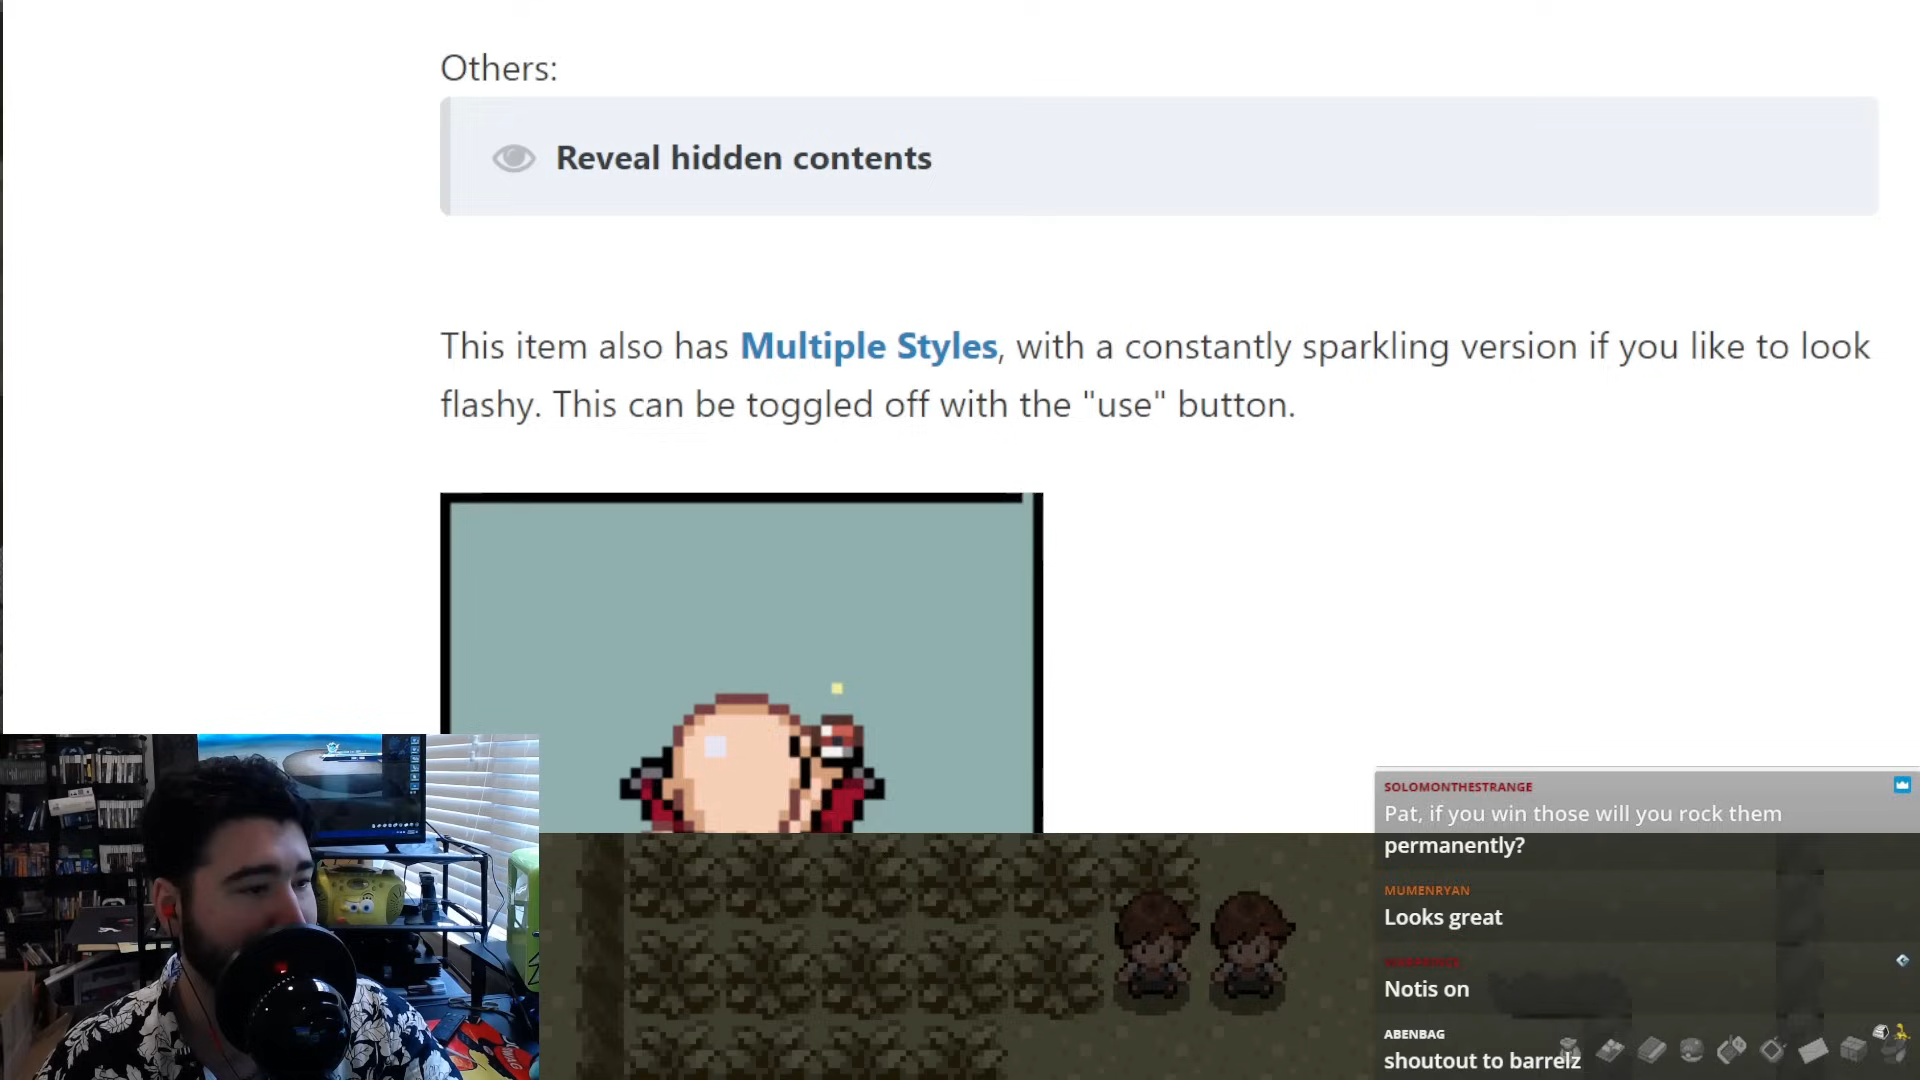 Others:
Reveal hidden contents
This item also has Multiple Styles, with a constantly sparkling version if you like to look
flashy. This can be toggled off with the "use" button.
SOLOMONTHESTRANGE
Pat, if you win those will you rock them
permanently?
MUMENRYAN
Looks great
Notis on
ABENBAG
shoutout to barrelz